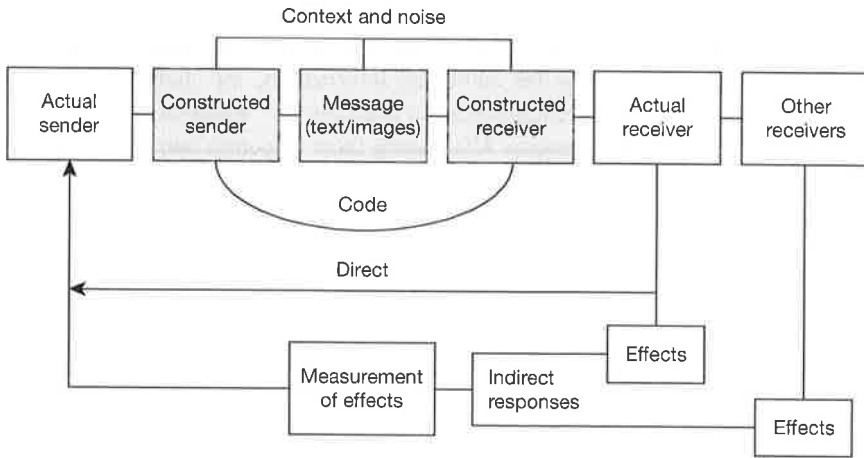 Context and noise
Actual
sender
Constructed
sender
Message
(text/images)
Constructed
receiver
Actual
receiver
Other
receivers
Code
Direct
Effects
Measurement
of effects
Indirect
responses
Effects